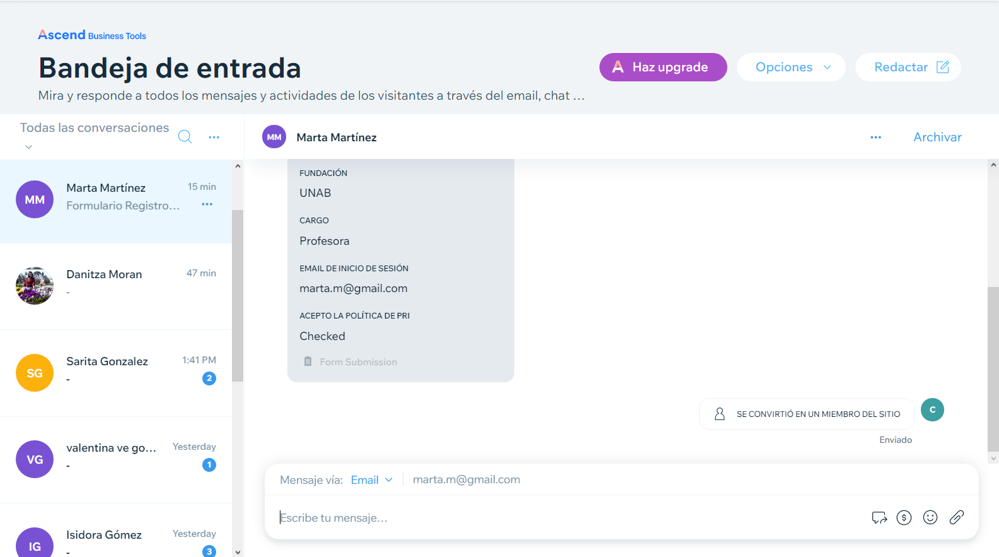 Ascend Business Tools
Bandeja de entrada
Mira y responde a todos los mensajes y actividades de los visitantes a través del email, chat ...
A Haz upgrade
Opciones
Redactar
Todas las conversaciones
MM
Marta Martínez
15 min
Formulario Registro...
Danitza Moran
47 min
-
SG
Sarita Gonzalez
1:41 PM
-
2
VG
valentina ve go...
Yesterday
-
1
IG
Isidora Gómez
Yesterday
-
3
MM
Marta Martínez
Archivar
FUNDACIÓN
UNAB
CARGO
Profesora
EMAIL DE INICIO DE SESIÓN
marta.m@gmail.com
ACEPTO LA POLÍTICA DE PRI
Checked
Form Submission
SE CONVIRTIÓ EN UN MIEMBRO DEL SITIO
C
Enviado
Mensaje vía: Email
marta.m@gmail.com
Escribe tu mensaje...